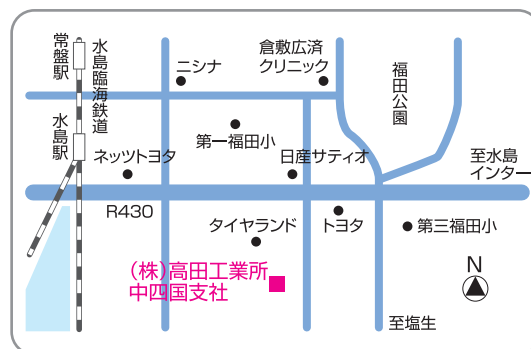 常盤駅
水島臨海鉄道
水島駅
ニシナ
倉敷広済
クリニック
福田公園
第一福田小
ネッツトヨタ
日産サティオ
至水島
インター
R430
タイヤランド
トヨタ
第三福田小
(株)高田工業所
中四国支社
N
至塩生